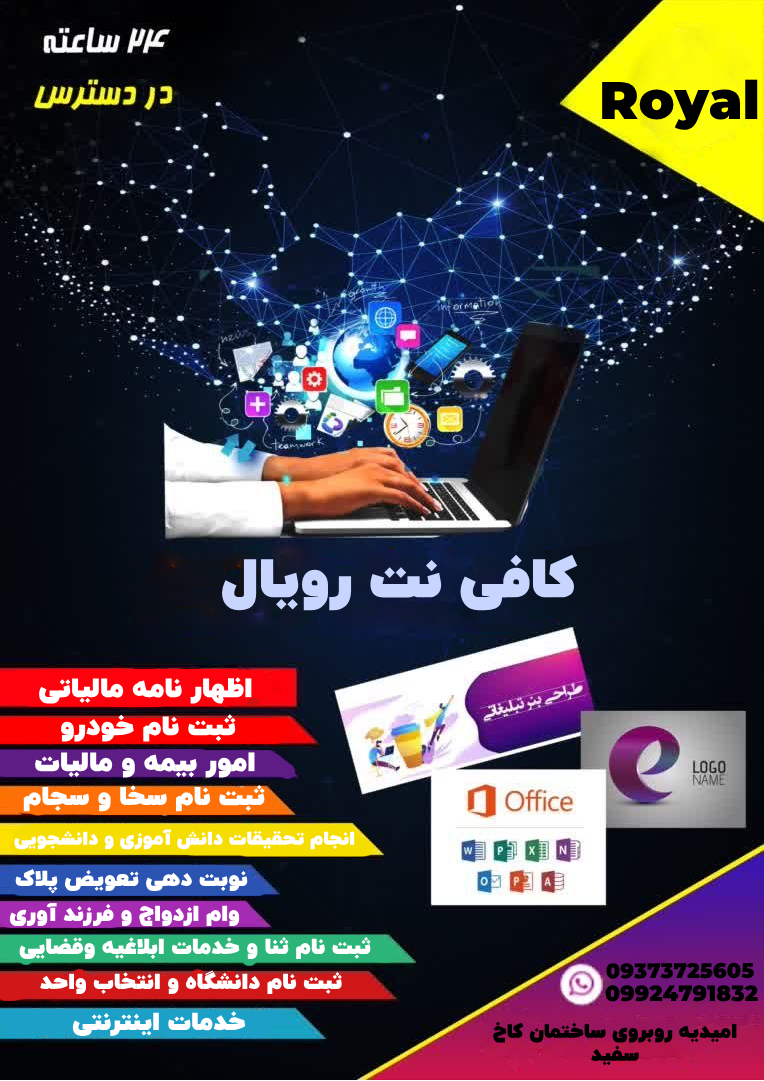 ۲۴ ساعته
در دسترس
Royal
growth
information
teamwork
کافی نت رویال
اظهار نامه مالیاتی
ثبت نام خودرو
امور بیمه و مالیات
ثبت نام سخا و سجام
انجام تحقیقات دانش آموزی و دانشجویی
نوبت دهی تعویض پلاک
وام ازدواج و فرزند آوری
ثبت نام ثنا و خدمات ابلاغیه وقضایی
ثبت نام دانشگاه و انتخاب واحد
خدمات اینترنتی
طراحی بنر تبلیغاتی
LOGO
NAME
Office
W P X N
O P A
09373725605
09924791832
امیدیه روبروی ساختمان کاخ
سفید